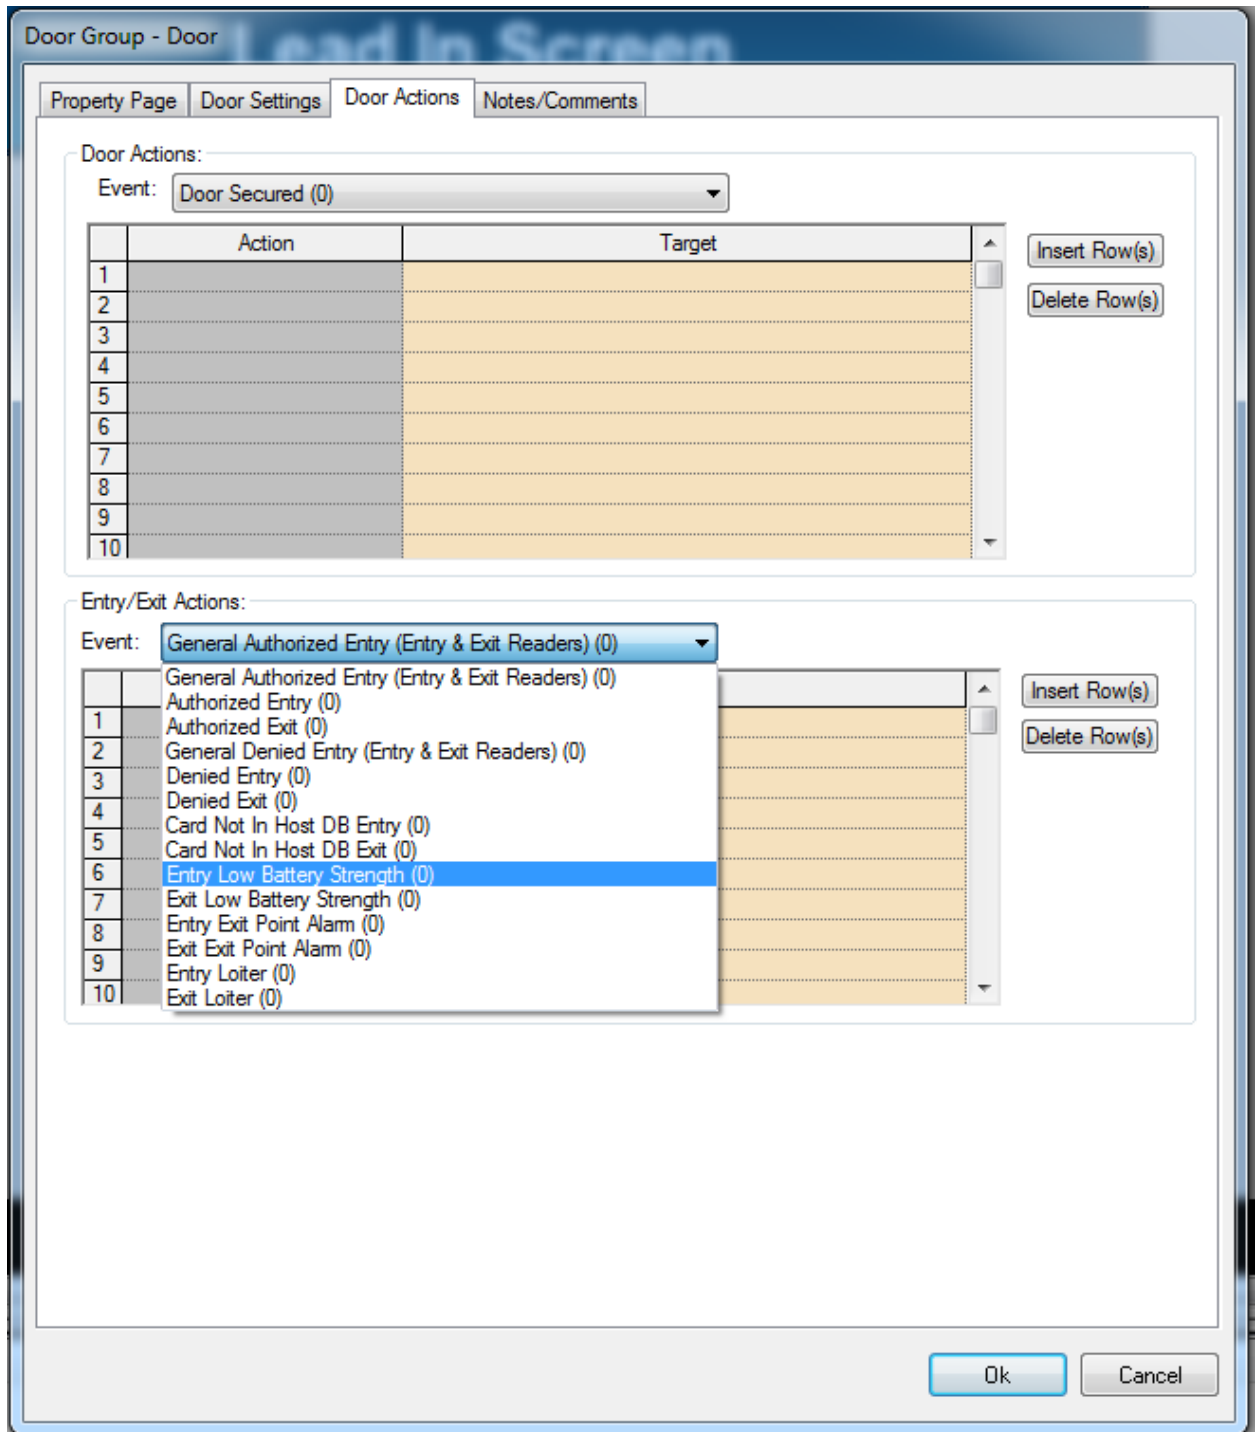 Door Group - Door
Lead In Screen
Property Page Door Settings Door Actions Notes/Comments
Door Actions:
Event: Door Secured (0)
Action Target
Insert Row(s)
Delete Row(s)
1
2
3
4
5
6
7
8
9
10
Entry/Exit Actions:
Event: General Authorized Entry (Entry & Exit Readers) (0)
General Authorized Entry (Entry & Exit Readers) (0)
Authorized Entry (0)
Authorized Exit (0)
General Denied Entry (Entry & Exit Readers) (0)
Denied Entry (0)
Denied Exit (0)
Card Not In Host DB Entry (0)
Card Not In Host DB Exit (0)
Entry Low Battery Strength (0)
Exit Low Battery Strength (0)
Entry Exit Point Alarm (0)
Exit Exit Point Alarm (0)
Entry Loiter (0)
Exit Loiter (0)
1
2
3
4
5
6
7
8
9
10
Insert Row(s)
Delete Row(s)
Ok Cancel